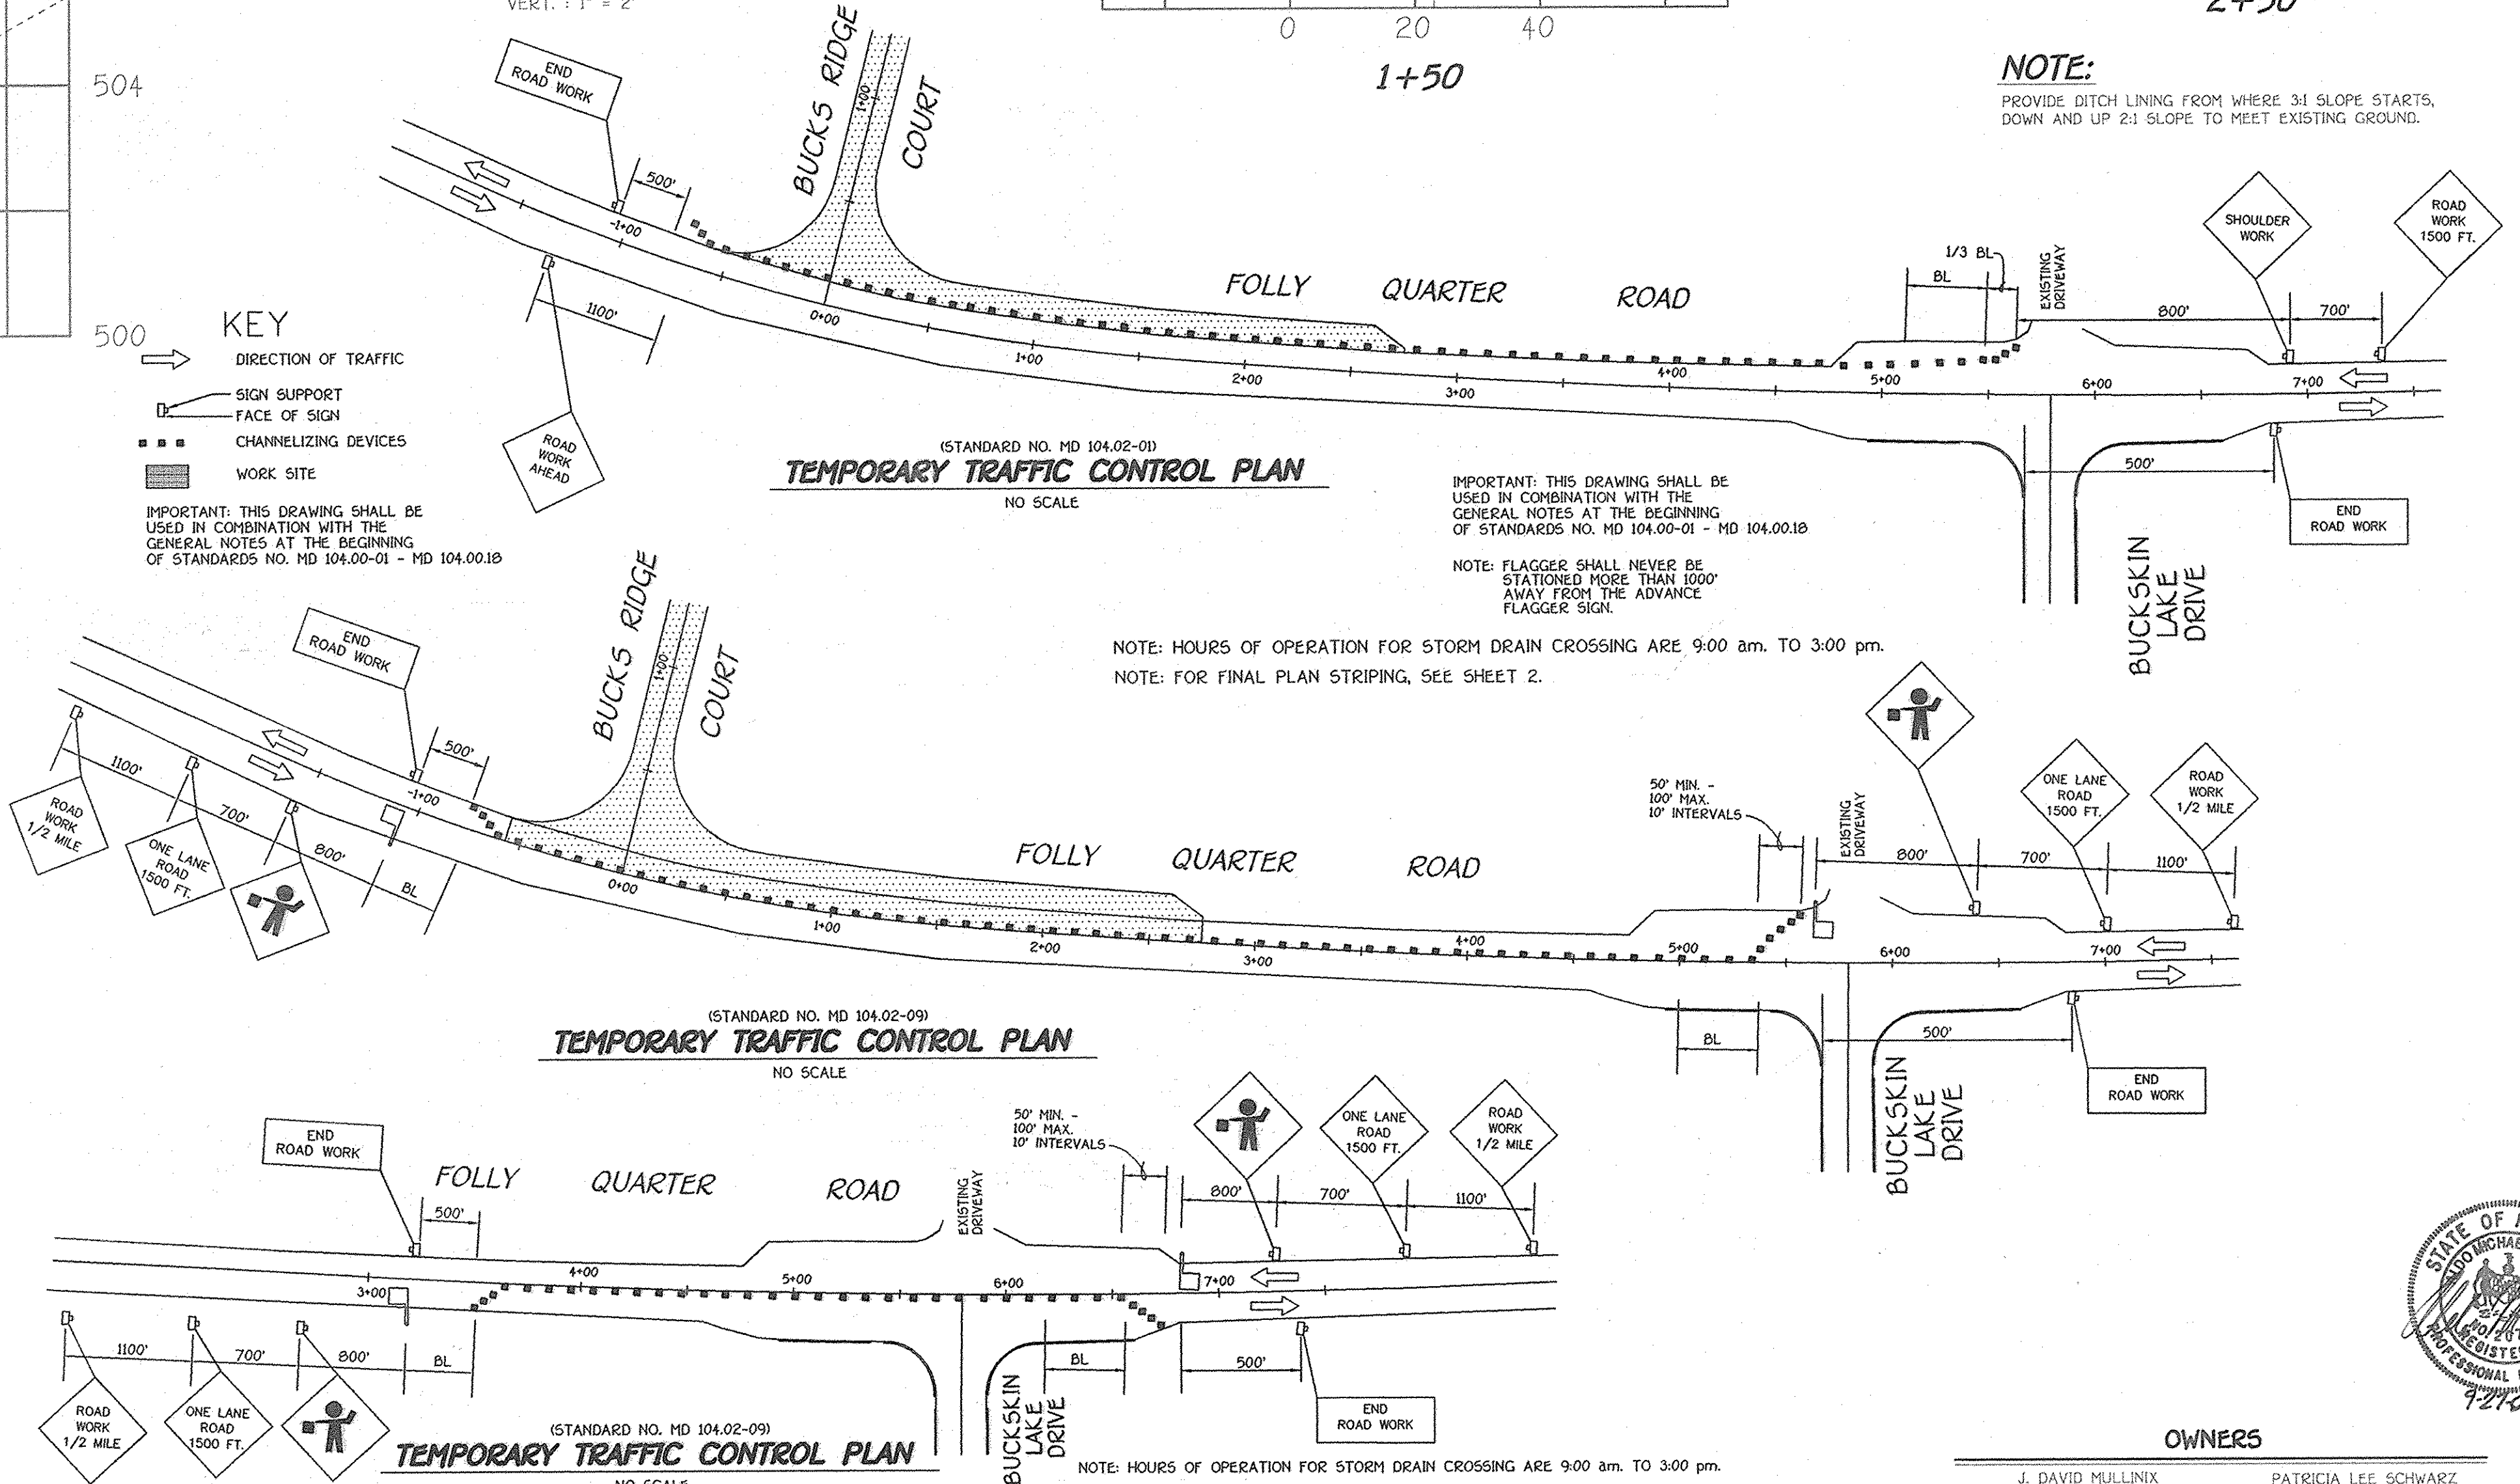 VERT. : 1" = 2'
0 20 40
1+50
2+50
504
500
NOTE:
PROVIDE DITCH LINING FROM WHERE 3:1 SLOPE STARTS,
DOWN AND UP 2:1 SLOPE TO MEET EXISTING GROUND.
END
ROAD WORK
500'
-1+00
BUCKS RIDGE
COURT
1+00
1100'
ROAD
WORK
AHEAD
FOLLY QUARTER ROAD
0+00
1+00
2+00
3+00
4+00
5+00
6+00
7+00
1/3 BL
BL
EXISTING
DRIVEWAY
800'
700'
SHOULDER
WORK
ROAD
WORK
1500 FT.
500'
END
ROAD WORK
BUCKSKIN
LAKE
DRIVE
KEY
DIRECTION OF TRAFFIC
SIGN SUPPORT
FACE OF SIGN
CHANNELIZING DEVICES
WORK SITE
IMPORTANT: THIS DRAWING SHALL BE
USED IN COMBINATION WITH THE
GENERAL NOTES AT THE BEGINNING
OF STANDARDS NO. MD 104.00-01 - MD 104.00.18
(STANDARD NO. MD 104.02-01)
TEMPORARY TRAFFIC CONTROL PLAN
NO SCALE
IMPORTANT: THIS DRAWING SHALL BE
USED IN COMBINATION WITH THE
GENERAL NOTES AT THE BEGINNING
OF STANDARDS NO. MD 104.00-01 - MD 104.00.18
NOTE: FLAGGER SHALL NEVER BE
STATIONED MORE THAN 1000'
AWAY FROM THE ADVANCE
FLAGGER SIGN.
NOTE: HOURS OF OPERATION FOR STORM DRAIN CROSSING ARE 9:00 am. TO 3:00 pm.
NOTE: FOR FINAL PLAN STRIPING, SEE SHEET 2.
END
ROAD WORK
500'
-1+00
BUCKS RIDGE
COURT
1+00
1100'
700'
800'
BL
ROAD
WORK
1/2 MILE
ONE LANE
ROAD
1500 FT.
FOLLY QUARTER ROAD
0+00
1+00
2+00
3+00
4+00
5+00
6+00
7+00
50' MIN. -
100' MAX.
10' INTERVALS
EXISTING
DRIVEWAY
800'
700'
1100'
ONE LANE
ROAD
1500 FT.
ROAD
WORK
1/2 MILE
BL
500'
END
ROAD WORK
BUCKSKIN
LAKE
DRIVE
(STANDARD NO. MD 104.02-09)
TEMPORARY TRAFFIC CONTROL PLAN
NO SCALE
END
ROAD WORK
500'
FOLLY QUARTER ROAD
EXISTING
DRIVEWAY
50' MIN. -
100' MAX.
10' INTERVALS
800'
700'
1100'
ONE LANE
ROAD
1500 FT.
ROAD
WORK
1/2 MILE
3+00
4+00
5+00
6+00
7+00
1100'
700'
800'
BL
ROAD
WORK
1/2 MILE
ONE LANE
ROAD
1500 FT.
BL
500'
END
ROAD WORK
BUCKSKIN
LAKE
DRIVE
(STANDARD NO. MD 104.02-09)
TEMPORARY TRAFFIC CONTROL PLAN
NO SCALE
NOTE: HOURS OF OPERATION FOR STORM DRAIN CROSSING ARE 9:00 am. TO 3:00 pm.
STATE OF
PROFESSIONAL
OWNERS
J. DAVID MULLINIX
PATRICIA LEE SCHWARZ